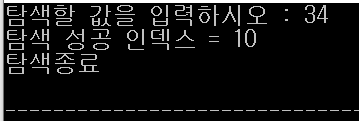 탐색할 값을 입력하시오 : 34
탐색 성공 인덱스 = 10
탐색종료
--------------------------------